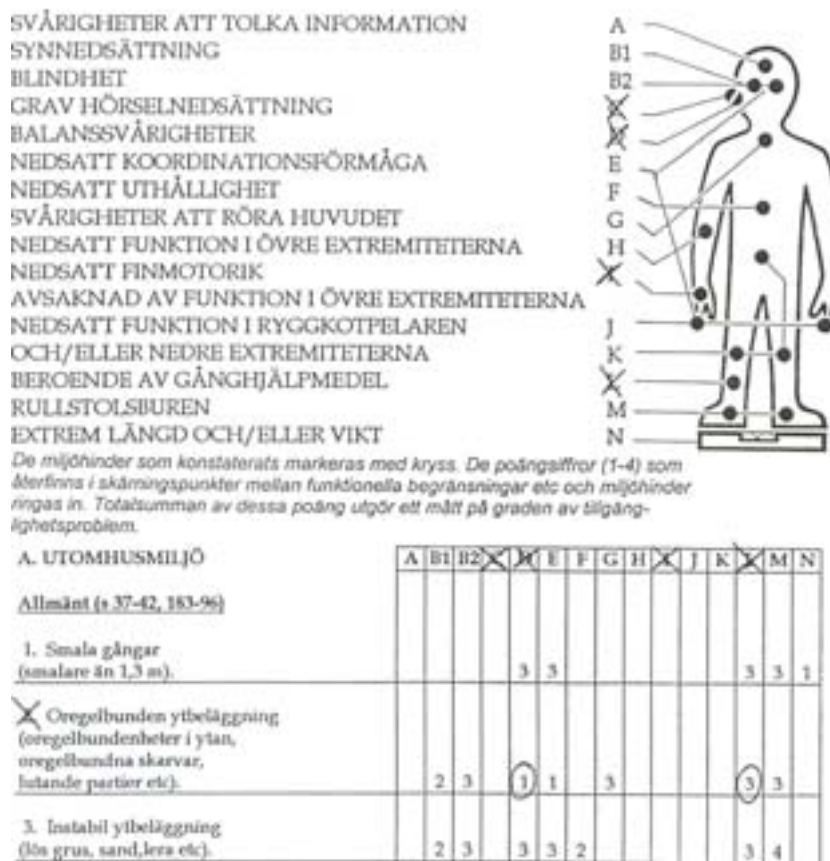 SVÅRIGHETER ATT TOLKA INFORMATION A
SYNNEDSÄTTNING B1
BLINDHET B2
GRAV HÖRSELNEDSÄTTNING
BALANSSVÅRIGHETER
NEDSATT KOORDINATIONSFÖRMÅGA E
NEDSATT UTHÅLLIGHET F
SVÅRIGHETER ATT RÖRA HUVUDET G
NEDSATT FUNKTION I ÖVRE EXTREMITETERNA H
NEDSATT FINMOTORIK
AVSAKNAD AV FUNKTION I ÖVRE EXTREMITETERNA
NEDSATT FUNKTION I RYGGKOTPELAREN J
OCH/ELLER NEDRE EXTREMITETERNA K
BEROENDE AV GÅNGHJÄLPMEDEL L
RULLSTOLSBUREN M
EXTREM LÄNGD OCH/ELLER VIKT N
De miljöhinder som konstaterats markeras med kryss. De poängsiffror (1-4) som
återfinns i skärningspunkter mellan funktionella begränsningar etc och miljöhinder
ringas in. Totalsumman av dessa poäng utgör ett mått på graden av tillgäng-
lighetsproblem.
A. UTOMHUSMILJÖ A B1 B2 C E F G H J K L M N
Allmänt (s 37-42, 183-96)
1. Smala gångar
(smalare än 1,3 m). 3 3 3 3 1
Oregelbunden ytbeläggning
(oregelbundenheter i ytan,
oregelbundna skarvar,
lutande partier etc). 2 3 1 1 3 3 3
3. Instabil ytbeläggning
(lös grus, sand,lera etc). 2 3 3 3 2 3 4